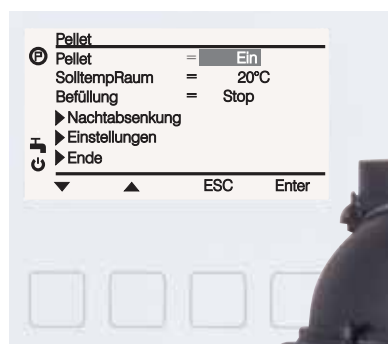 Pellet
Pellet = Ein
SolltempRaum = 20°C
Befüllung = Stop
Nachtabsenkung
Einstellungen
Ende
ESC Enter